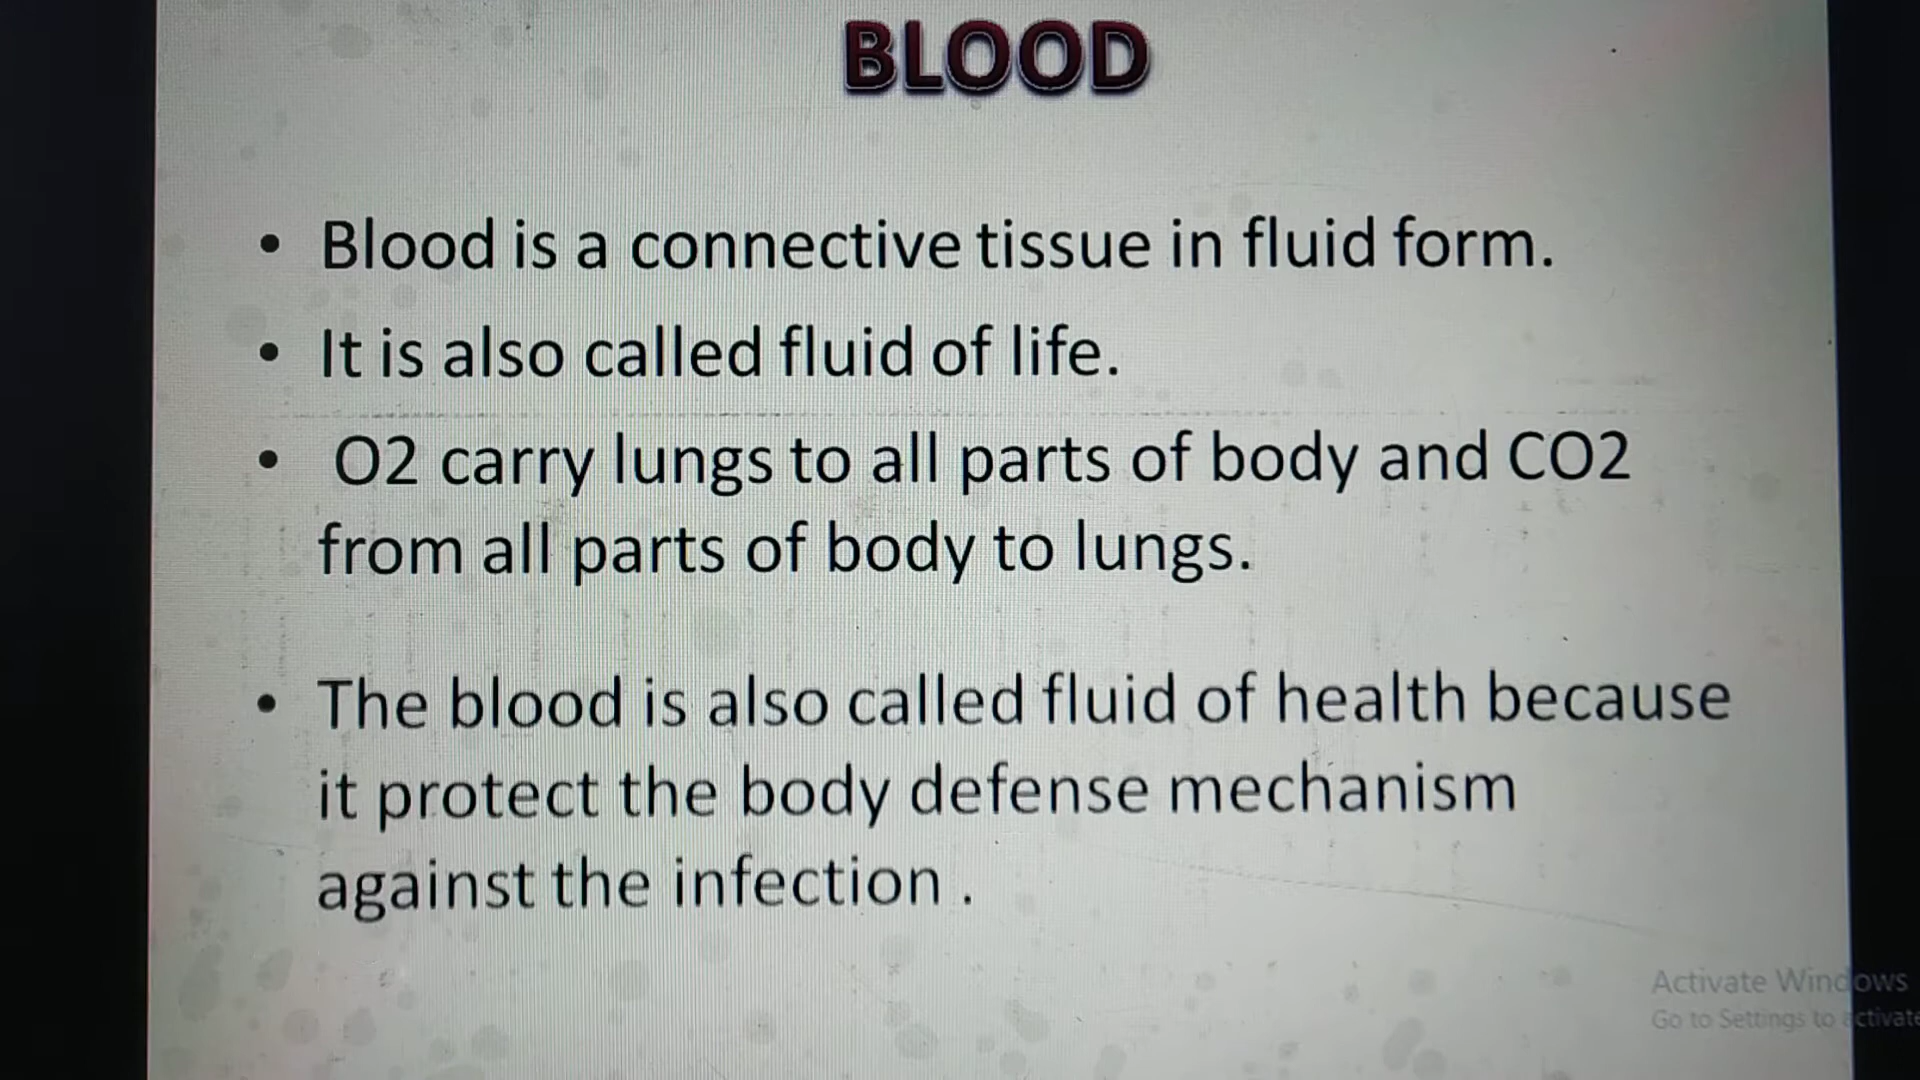 BLOOD
• Blood is a connective tissue in fluid form.
• It is also called fluid of life.
• O2 carry lungs to all parts of body and CO2
from all parts of body to lungs.
• The blood is also called fluid of health because
it protect the body defense mechanism
against the infection .
Activate Windows
Go to Settings to activate